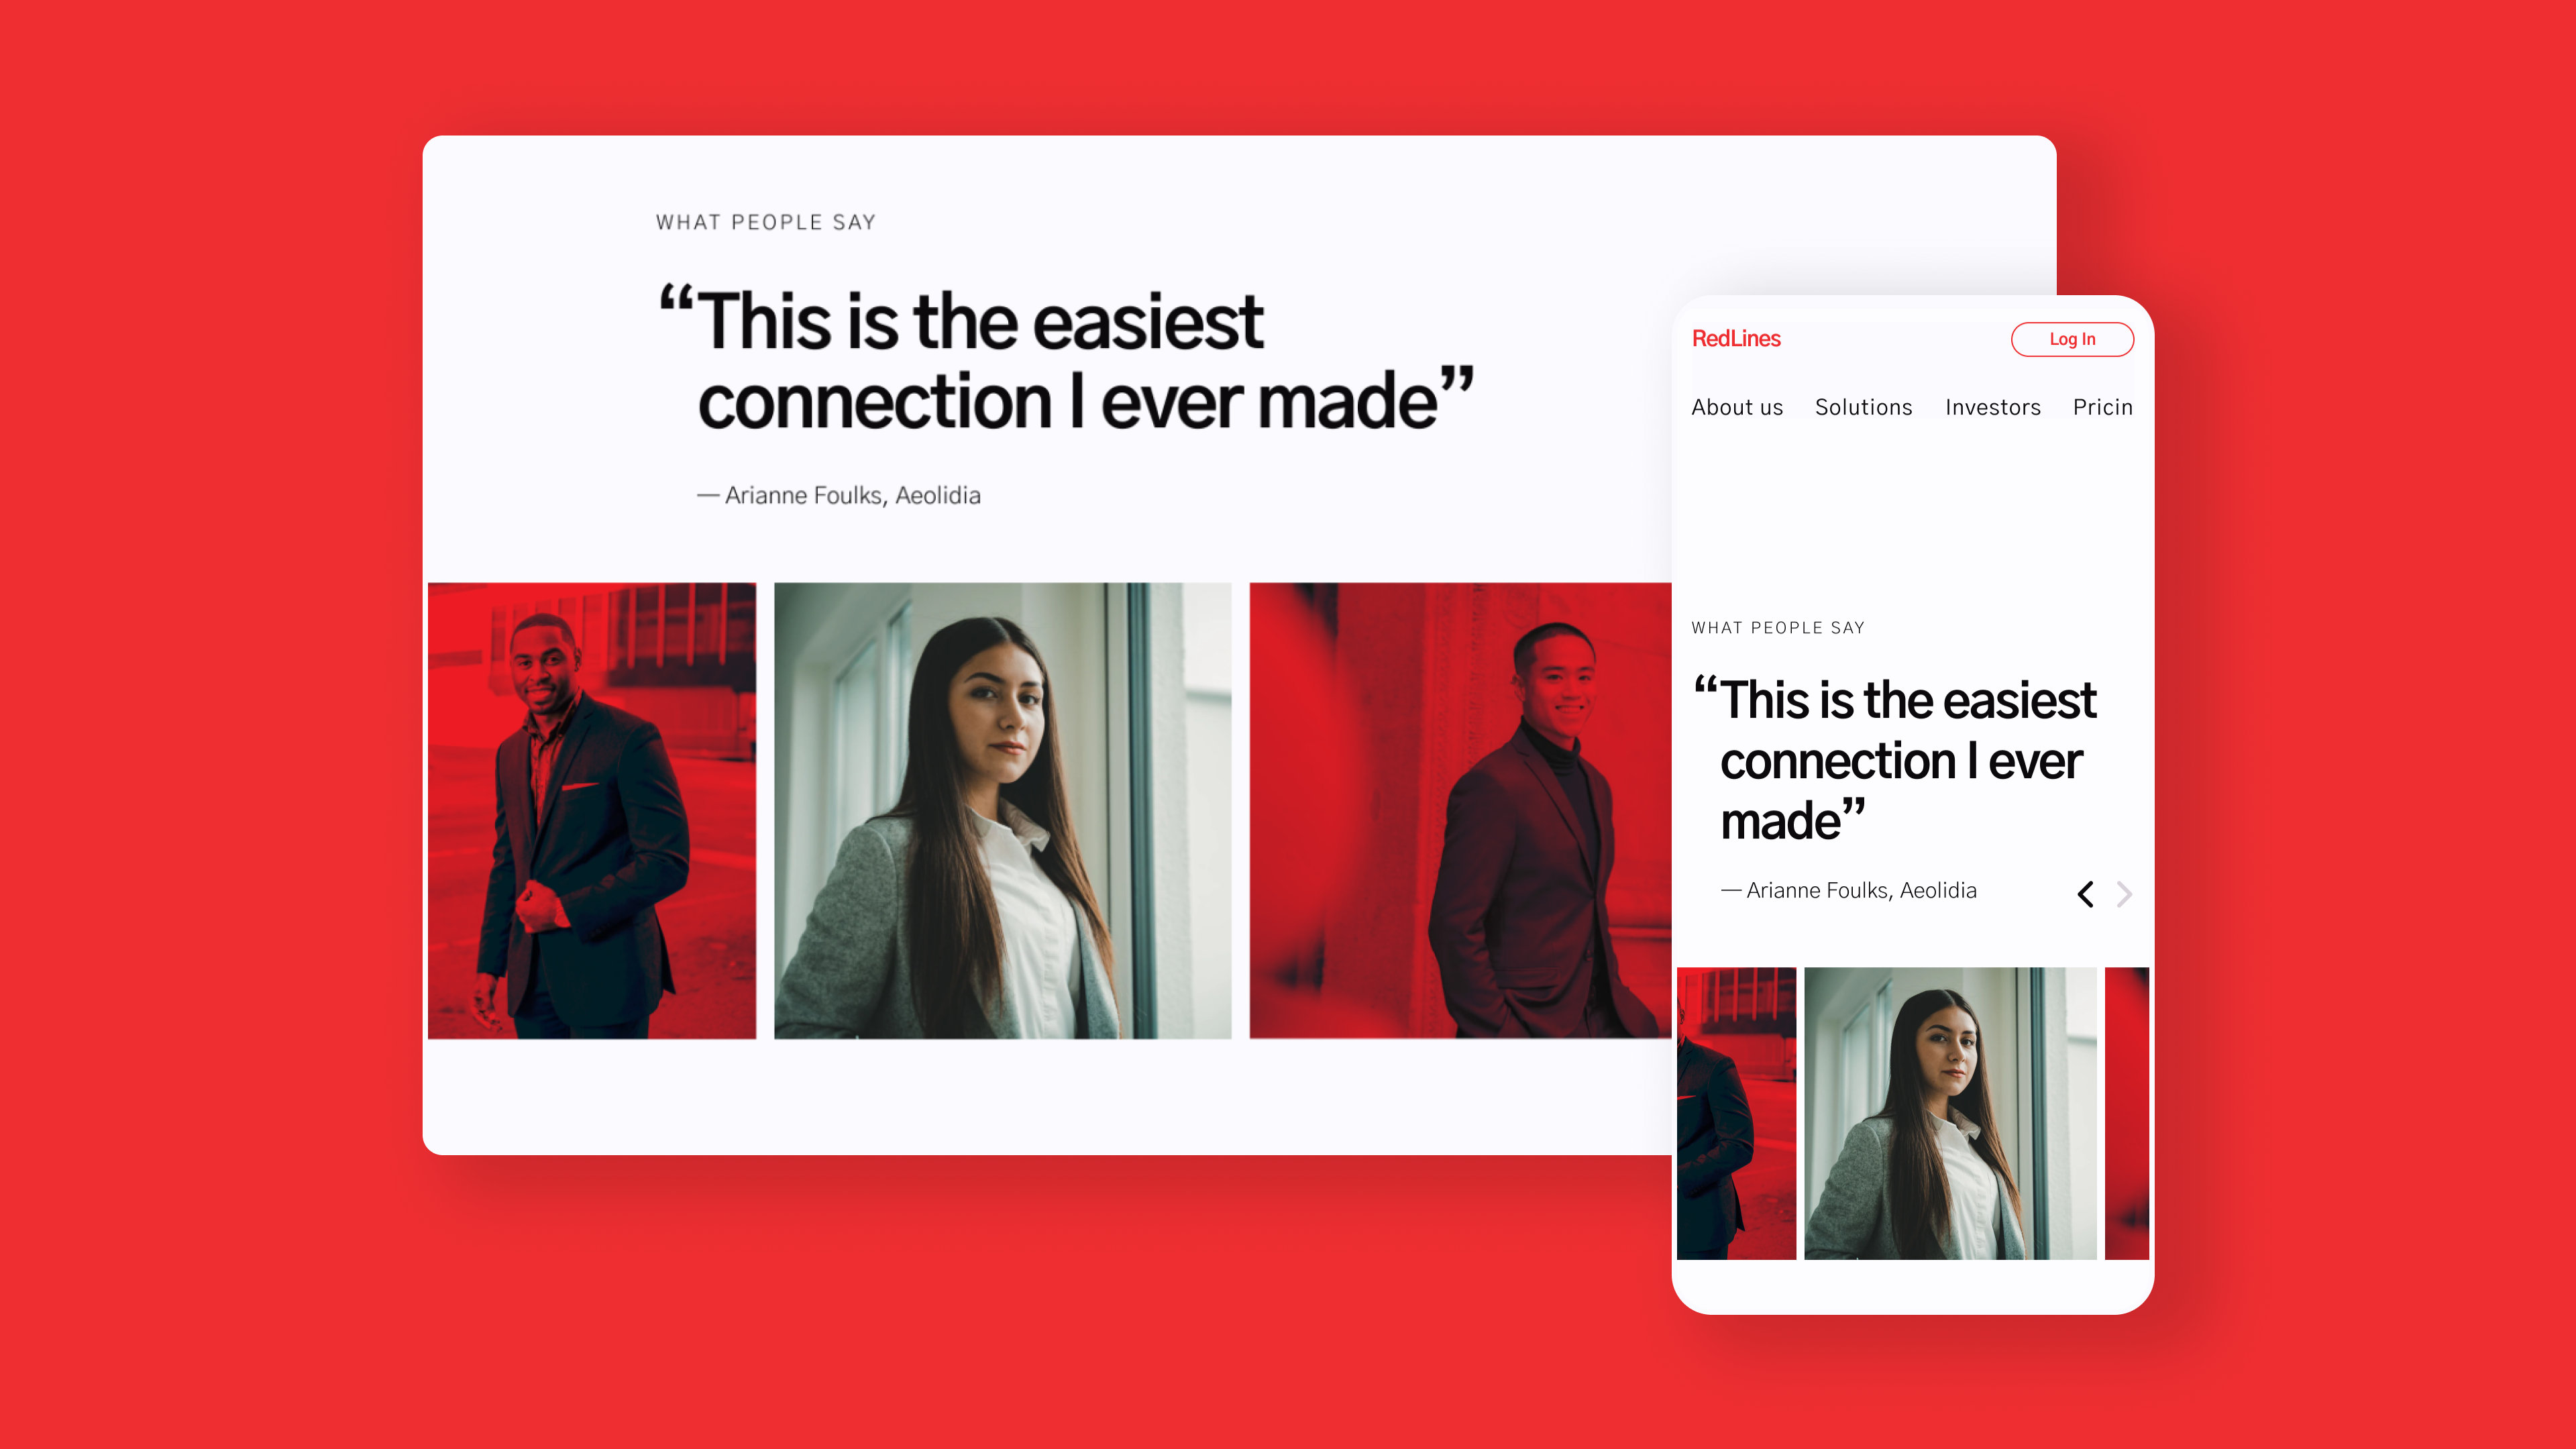 WHAT PEOPLE SAY
“This is the easiest
connection I ever made”
— Arianne Foulks, Aeolidia
RedLines
Log In
About us Solutions Investors Pricin
WHAT PEOPLE SAY
“This is the easiest
connection I ever
made”
— Arianne Foulks, Aeolidia